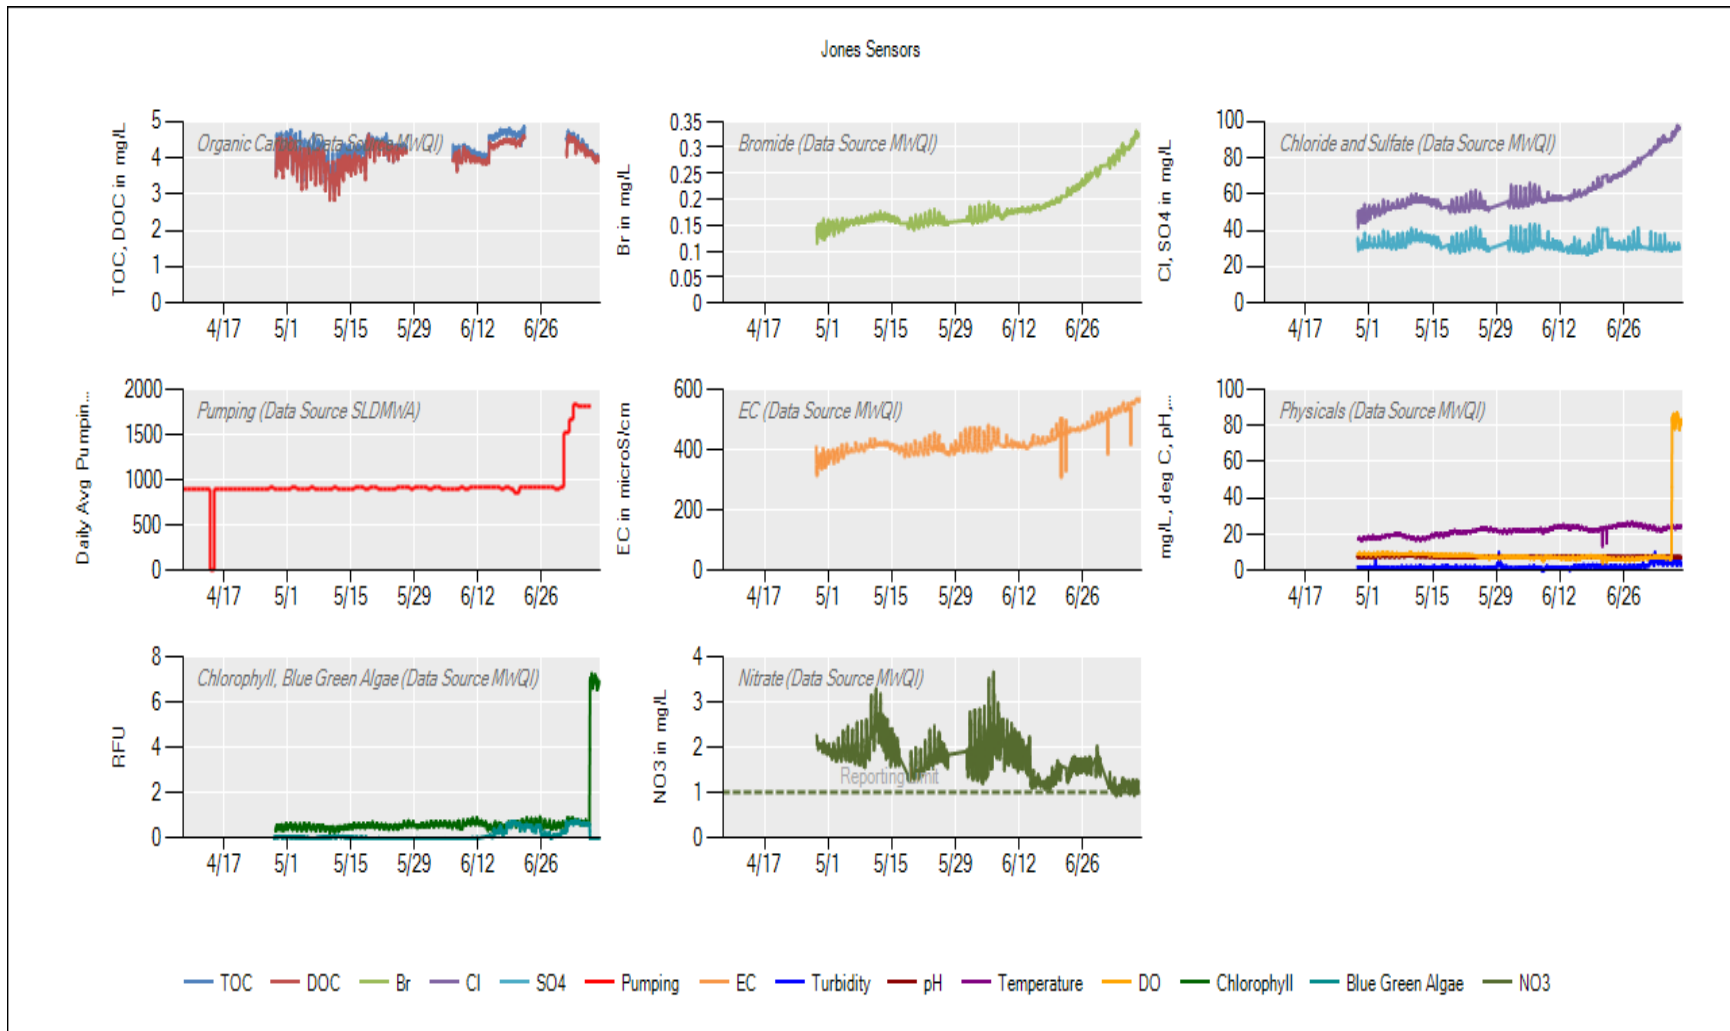 Jones Sensors
TOC, DOC in mg/L
5
4
3
2
1
0
Organic Carbon (Data Source MWQI)
4/17 5/1 5/15 5/29 6/12 6/26
Br in mg/L
0.35
0.3
0.25
0.2
0.15
0.1
0.05
0
Bromide (Data Source MWQI)
4/17 5/1 5/15 5/29 6/12 6/26
Cl, SO4 in mg/L
100
80
60
40
20
0
Chloride and Sulfate (Data Source MWQI)
4/17 5/1 5/15 5/29 6/12 6/26
Daily Avg Pumpin...
2000
1500
1000
500
0
Pumping (Data Source SLDMWA)
4/17 5/1 5/15 5/29 6/12 6/26
EC in microS/cm
600
400
200
0
EC (Data Source MWQI)
4/17 5/1 5/15 5/29 6/12 6/26
mg/L, deg C, pH,...
100
80
60
40
20
0
Physicals (Data Source MWQI)
4/17 5/1 5/15 5/29 6/12 6/26
RFU
8
6
4
2
0
Chlorophyll, Blue Green Algae (Data Source MWQI)
4/17 5/1 5/15 5/29 6/12 6/26
NO3 in mg/L
4
3
2
1
0
Nitrate (Data Source MWQI)
Reporting Limit
4/17 5/1 5/15 5/29 6/12 6/26
TOC DOC Br Cl SO4 Pumping EC Turbidity pH Temperature DO Chlorophyll Blue Green Algae NO3